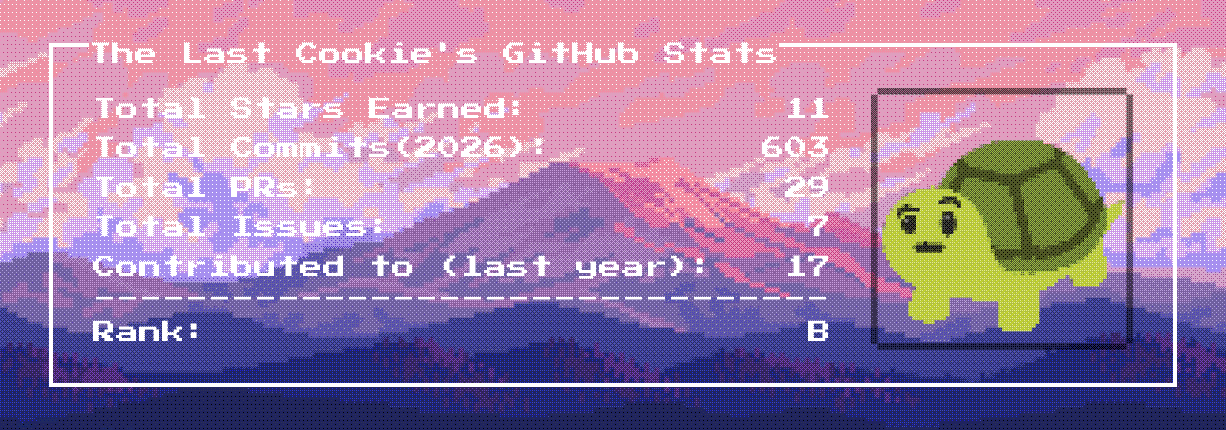 The Last Cookie's GitHub Stats
Total Stars Earned: 11
Total Commits(2026): 603
Total PRs: 29
Total Issues: 7
Contributed to (last year): 17
Rank: B